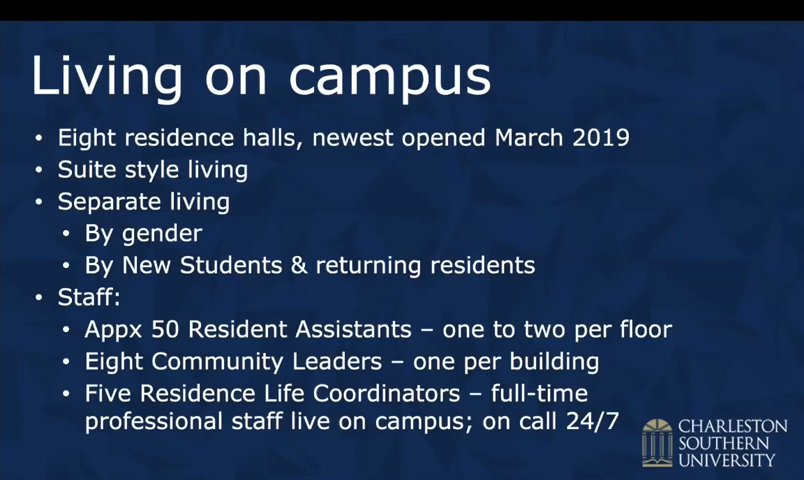 Living on campus
• Eight residence halls, newest opened March 2019
• Suite style living
• Separate living
• By gender
• By New Students & returning residents
• Staff:
• Appx 50 Resident Assistants – one to two per floor
• Eight Community Leaders – one per building
• Five Residence Life Coordinators – full-time
professional staff live on campus; on call 24/7
CHARLESTON
SOUTHERN
UNIVERSITY